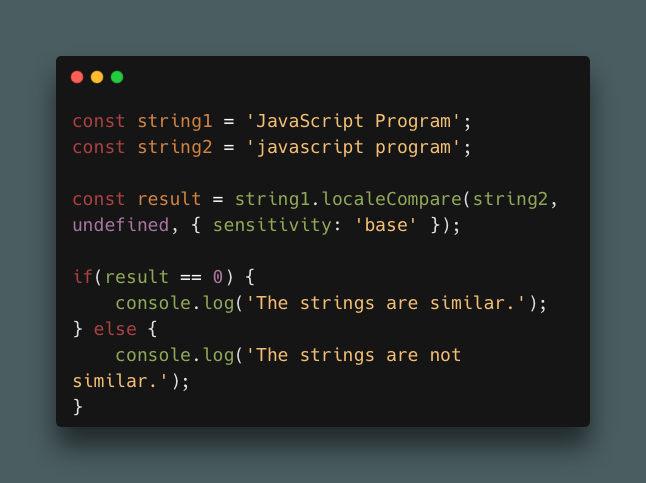 const string1 = 'JavaScript Program';
const string2 = 'javascript program';

const result = string1.localeCompare(string2,
undefined, { sensitivity: 'base' });

if(result == 0) {
    console.log('The strings are similar.');
} else {
    console.log('The strings are not
similar.');
}